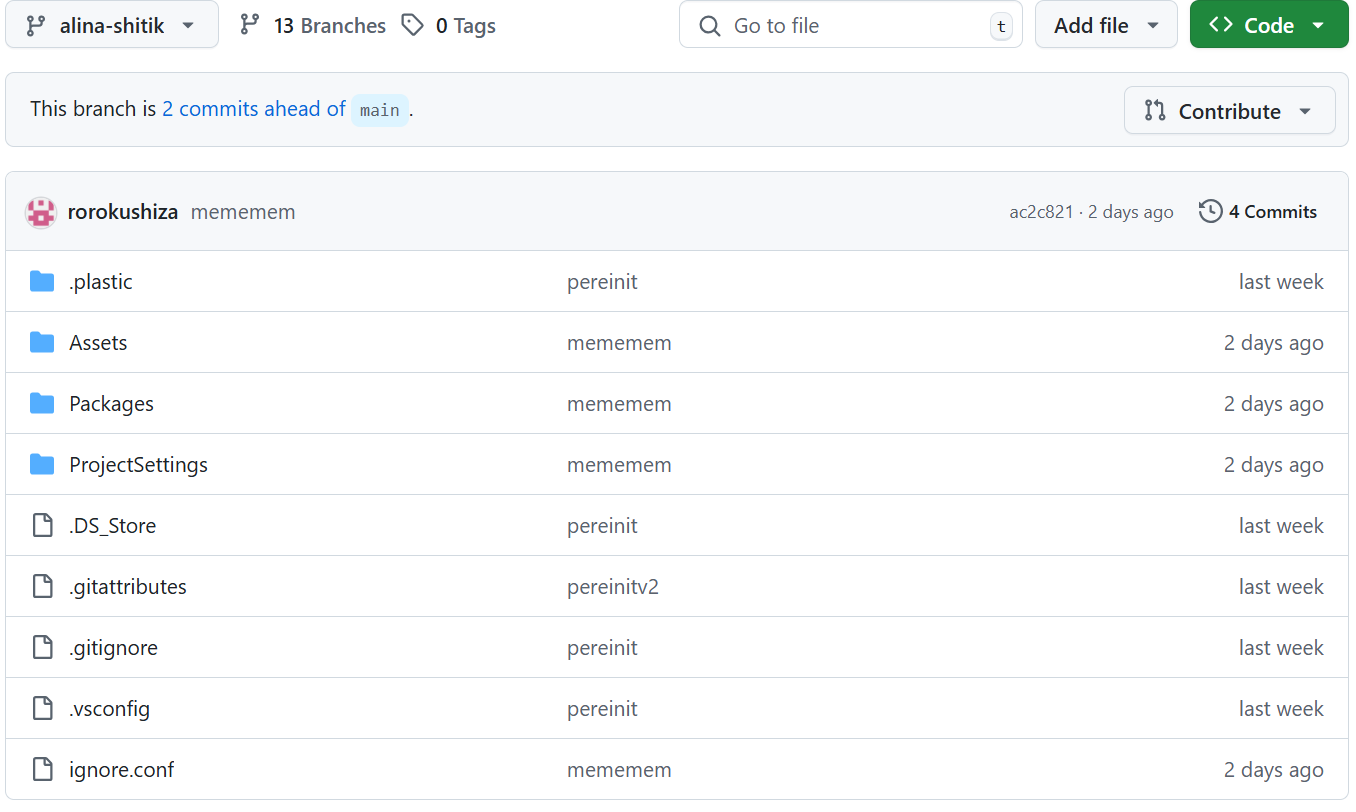 alina-shitik 13 Branches 0 Tags Go to file t Add file Code
This branch is 2 commits ahead of main . Contribute
rorokushiza mememem ac2c821 · 2 days ago 4 Commits
.plastic pereinit last week
Assets mememem 2 days ago
Packages mememem 2 days ago
ProjectSettings mememem 2 days ago
.DS_Store pereinit last week
.gitattributes pereinitv2 last week
.gitignore pereinit last week
.vsconfig pereinit last week
ignore.conf mememem 2 days ago